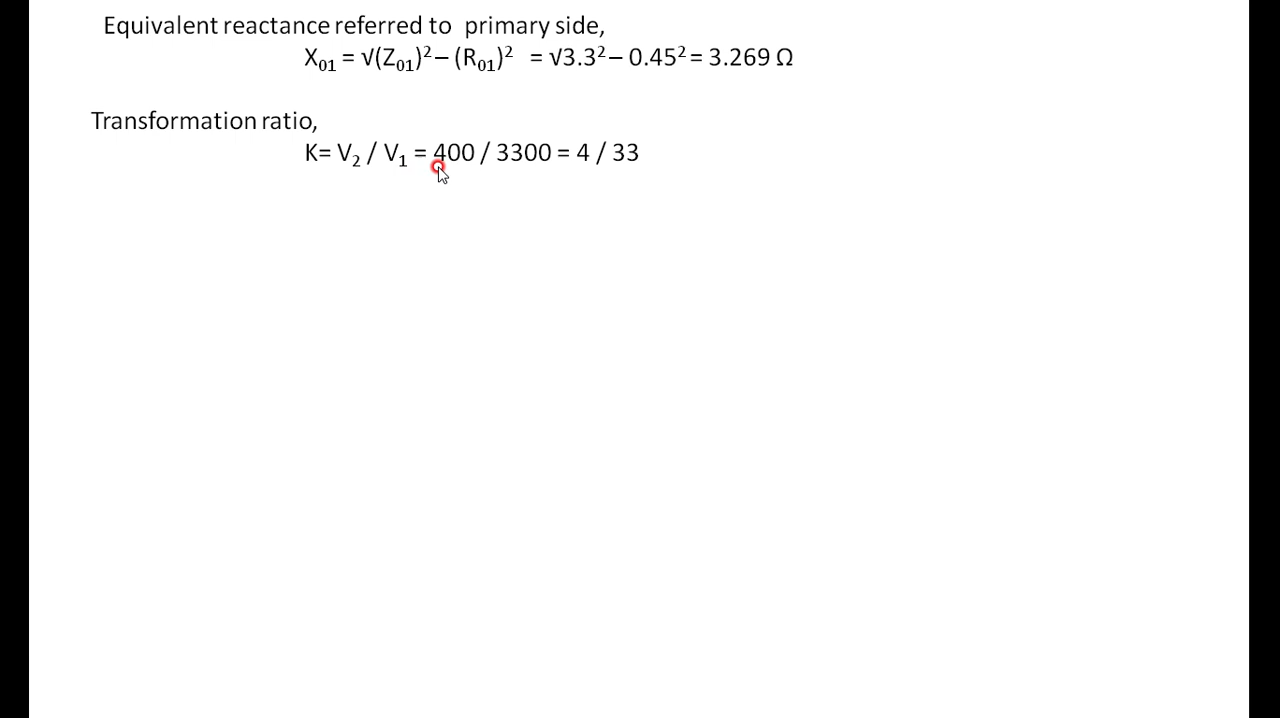 Equivalent reactance referred to primary side,
X₀₁ = √(Z₀₁)² – (R₀₁)² = √3.3² – 0.45² = 3.269 Ω
Transformation ratio,
K= V₂ / V₁ = 400 / 3300 = 4 / 33